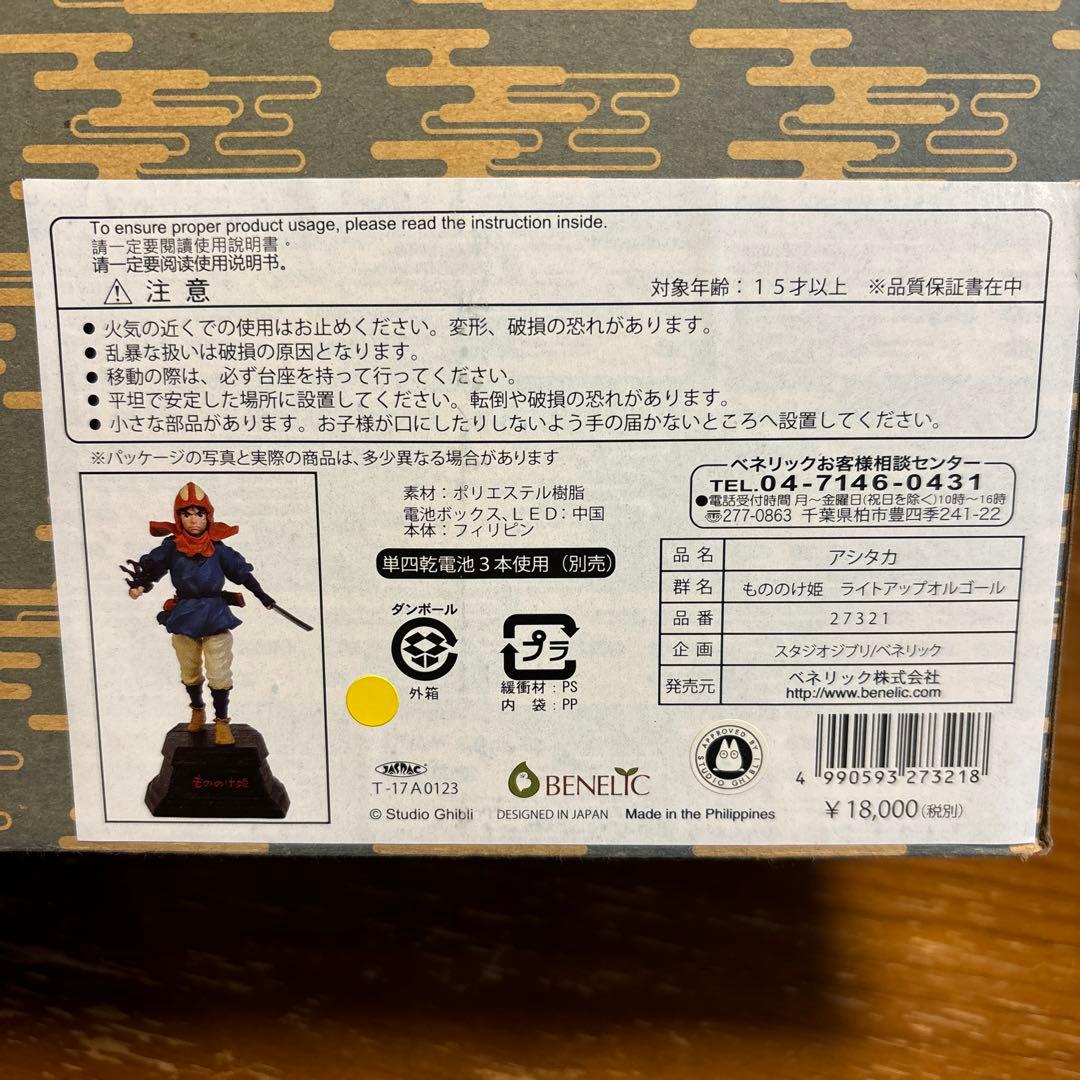 To ensure proper product usage, please read the instruction inside.
請一定要閱讀使用說明書。
请一定要阅读使用说明书。
⚠ 注意
対象年齢：15才以上 ※品質保証書在中
● 火気の近くでの使用はお止めください。変形、破損の恐れがあります。
● 乱暴な扱いは破損の原因となります。
● 移動の際は、必ず台座を持って行ってください。
● 平坦で安定した場所に設置してください。転倒や破損の恐れがあります。
● 小さな部品があります。お子様が口にしたりしないよう手の届かないところへ設置してください。
※パッケージの写真と実際の商品は、多少異なる場合があります
もののけ姫
素材：ポリエステル樹脂
電池ボックス、LED：中国
本体：フィリピン
単四乾電池3本使用（別売）
ダンボール
外箱
プラ
緩衝材：PS
内 袋：PP
ベネリックお客様相談センター
TEL.04-7146-0431
●電話受付時間 月～金曜日(祝日を除く)10時～16時
〠277-0863 千葉県柏市豊四季241-22
品名 アシタカ
群名 もののけ姫 ライトアップオルゴール
品番 27321
企画 スタジオジブリ/ベネリック
発売元 ベネリック株式会社
http://www.benelic.com
JASRAC
T-17A0123
BENELIC
APPROVED BY STUDIO GHIBLI
4 990593 273218
© Studio Ghibli DESIGNED IN JAPAN Made in the Philippines
¥18,000(税別)